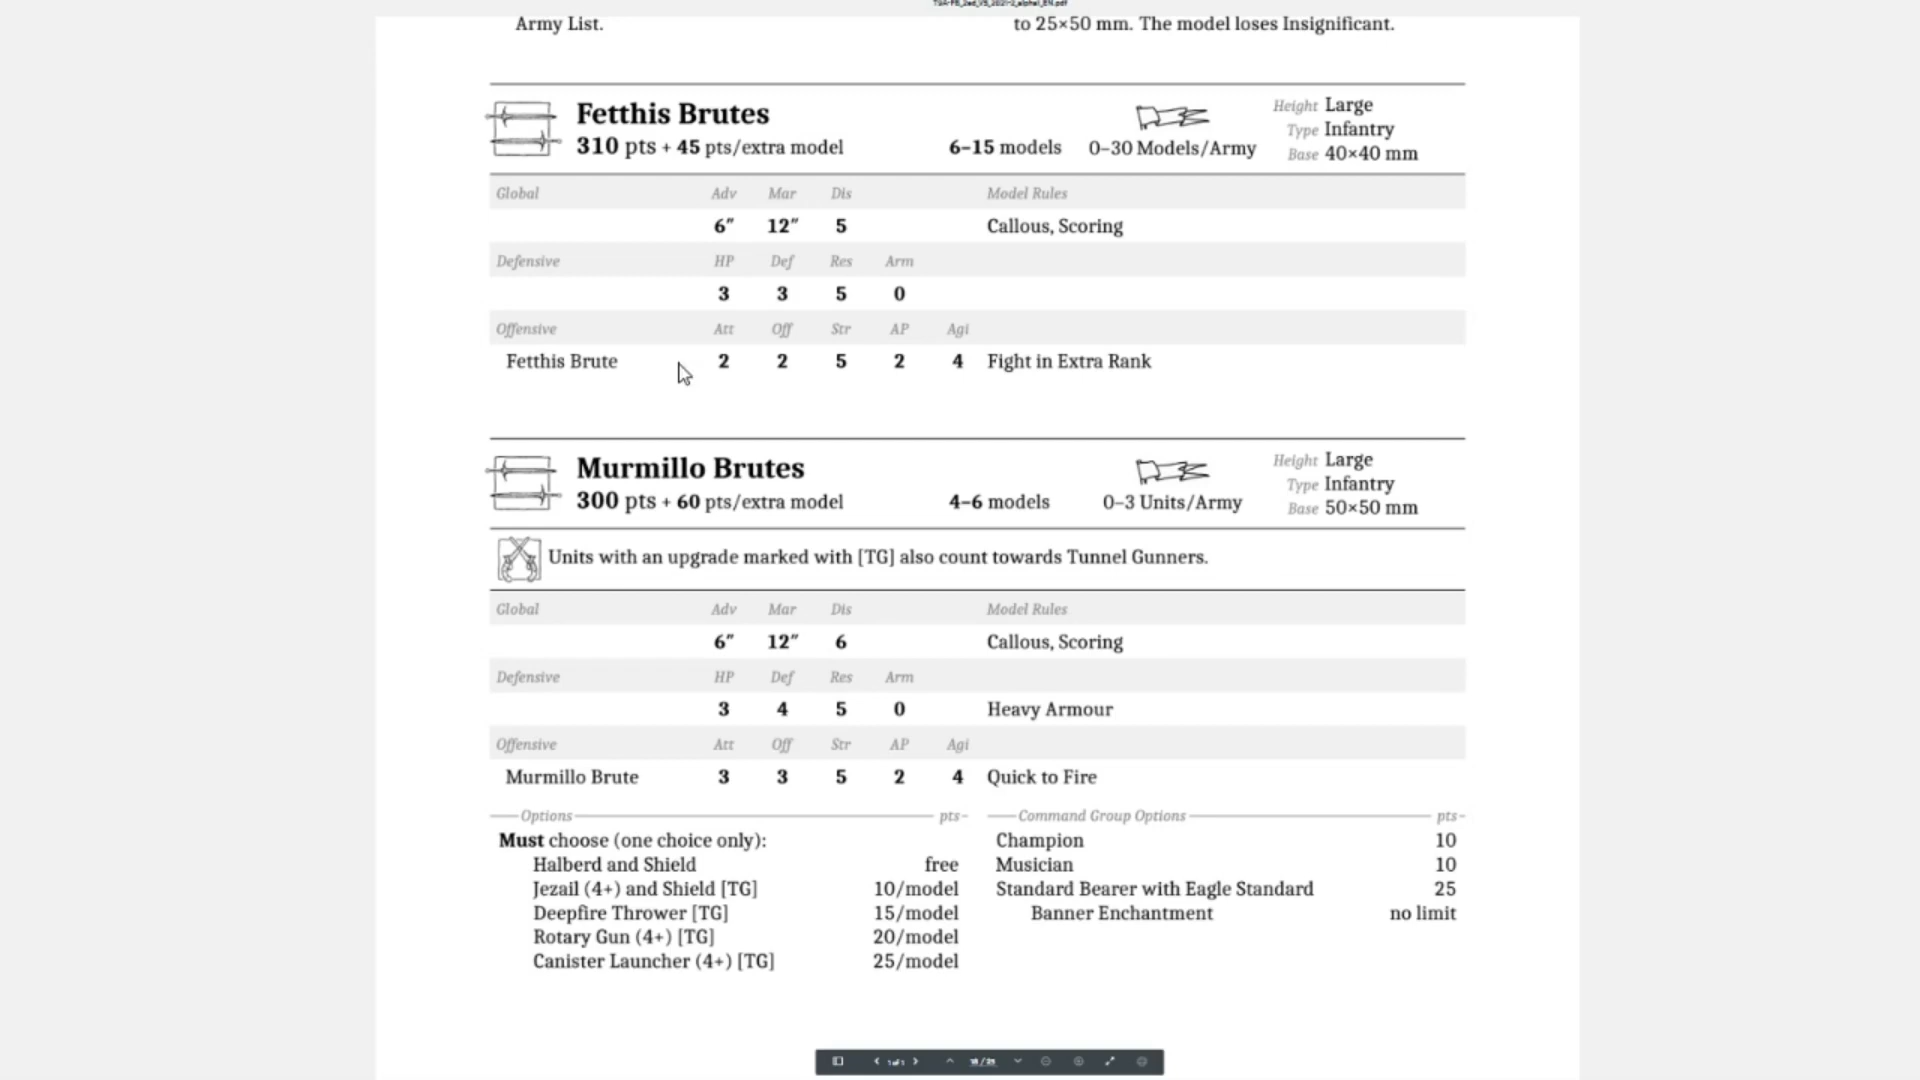 T9A-FB_2ed_VS_2021-2_alpha1_EN.pdf
Army List.
to 25×50 mm. The model loses Insignificant.
Fetthis Brutes
310 pts + 45 pts/extra model
6–15 models
0–30 Models/Army
Height Large
Type Infantry
Base 40×40 mm
Global Adv Mar Dis Model Rules
6″ 12″ 5 Callous, Scoring
Defensive HP Def Res Arm
3 3 5 0
Offensive Att Off Str AP Agi
Fetthis Brute 2 2 5 2 4 Fight in Extra Rank
Murmillo Brutes
300 pts + 60 pts/extra model
4–6 models
0–3 Units/Army
Height Large
Type Infantry
Base 50×50 mm
Units with an upgrade marked with [TG] also count towards Tunnel Gunners.
Global Adv Mar Dis Model Rules
6″ 12″ 6 Callous, Scoring
Defensive HP Def Res Arm
3 4 5 0 Heavy Armour
Offensive Att Off Str AP Agi
Murmillo Brute 3 3 5 2 4 Quick to Fire
Options pts
Must choose (one choice only):
Halberd and Shield free
Jezail (4+) and Shield [TG] 10/model
Deepfire Thrower [TG] 15/model
Rotary Gun (4+) [TG] 20/model
Canister Launcher (4+) [TG] 25/model
Command Group Options pts
Champion 10
Musician 10
Standard Bearer with Eagle Standard 25
Banner Enchantment no limit
1 of 1